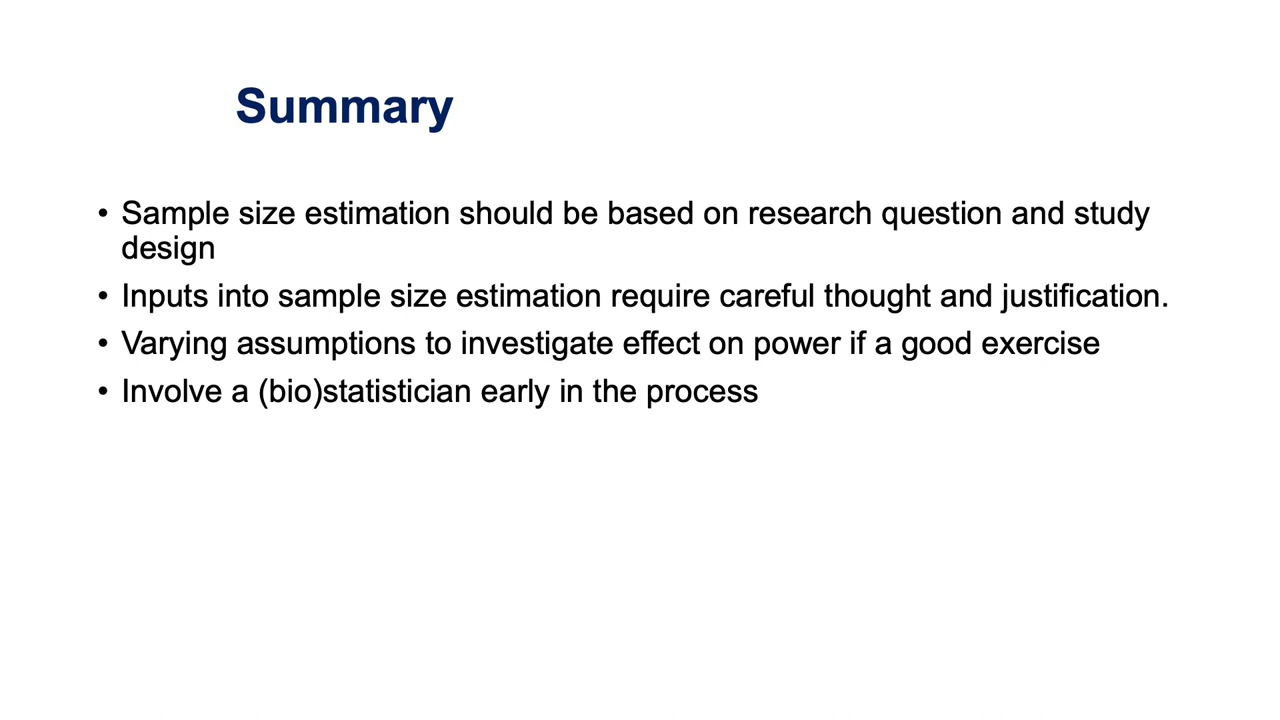 Summary
• Sample size estimation should be based on research question and study
design
• Inputs into sample size estimation require careful thought and justification.
• Varying assumptions to investigate effect on power if a good exercise
• Involve a (bio)statistician early in the process